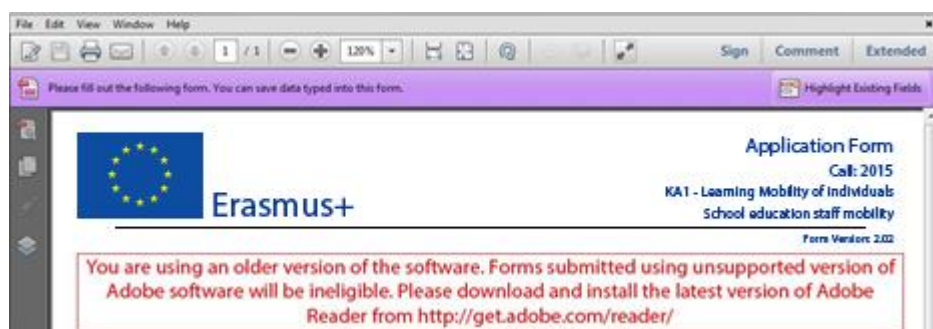 File Edit View Window Help
1 / 1 120% Sign Comment Extended
Please fill out the following form. You can save data typed into this form. Highlight Existing Fields
Application Form
Call: 2015
KA1 - Learning Mobility of Individuals
Erasmus+
School education staff mobility
Form Version: 2.02
You are using an older version of the software. Forms submitted using unsupported version of
Adobe software will be ineligible. Please download and install the latest version of Adobe
Reader from http://get.adobe.com/reader/